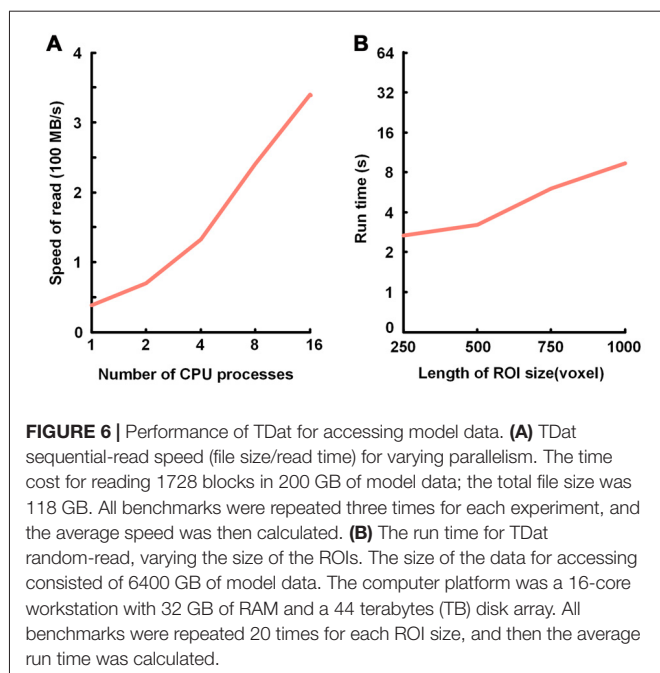 A
4
3
2
1
0
Speed of read (100 MB/s)
1 2 4 8 16
Number of CPU processes
B
64
32
16
8
4
2
1
0
Run time (s)
250 500 750 1000
Length of ROI size(voxel)
FIGURE 6 | Performance of TDat for accessing model data. (A) TDat
sequential-read speed (file size/read time) for varying parallelism. The time
cost for reading 1728 blocks in 200 GB of model data; the total file size was
118 GB. All benchmarks were repeated three times for each experiment, and
the average speed was then calculated. (B) The run time for TDat
random-read, varying the size of the ROIs. The size of the data for accessing
consisted of 6400 GB of model data. The computer platform was a 16-core
workstation with 32 GB of RAM and a 44 terabytes (TB) disk array. All
benchmarks were repeated 20 times for each ROI size, and then the average
run time was calculated.